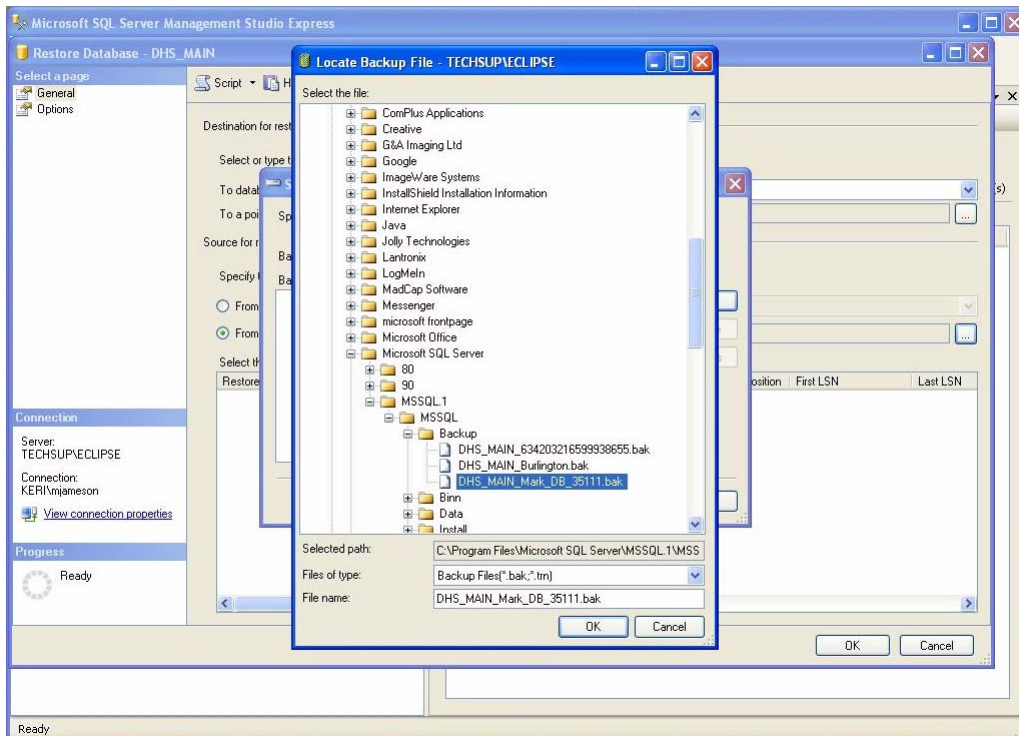 Microsoft SQL Server Management Studio Express
Restore Database - DHS_MAIN
Select a page
General
Options
Script
Destination for rest
Select or type t
To datab
To a poi
Source for r
Specify
From
From
Select th
Restore
osition First LSN Last LSN
Connection
Server:
TECHSUP\ECLIPSE
Connection:
KERI\mjameson
View connection properties
Progress
Ready
OK Cancel
Sp
Ba
Ba
Locate Backup File - TECHSUP\ECLIPSE
Select the file:
ComPlus Applications
Creative
G&A Imaging Ltd
Google
ImageWare Systems
InstallShield Installation Information
Internet Explorer
Java
Jolly Technologies
Lantronix
LogMeIn
MadCap Software
Messenger
microsoft frontpage
Microsoft Office
Microsoft SQL Server
80
90
MSSQL.1
MSSQL
Backup
DHS_MAIN_634203216599938655.bak
DHS_MAIN_Burlington.bak
DHS_MAIN_Mark_DB_35111.bak
Binn
Data
Install
Selected path: C:\Program Files\Microsoft SQL Server\MSSQL.1\MSS
Files of type: Backup Files(*.bak;*.trn)
File name: DHS_MAIN_Mark_DB_35111.bak
OK Cancel
Ready